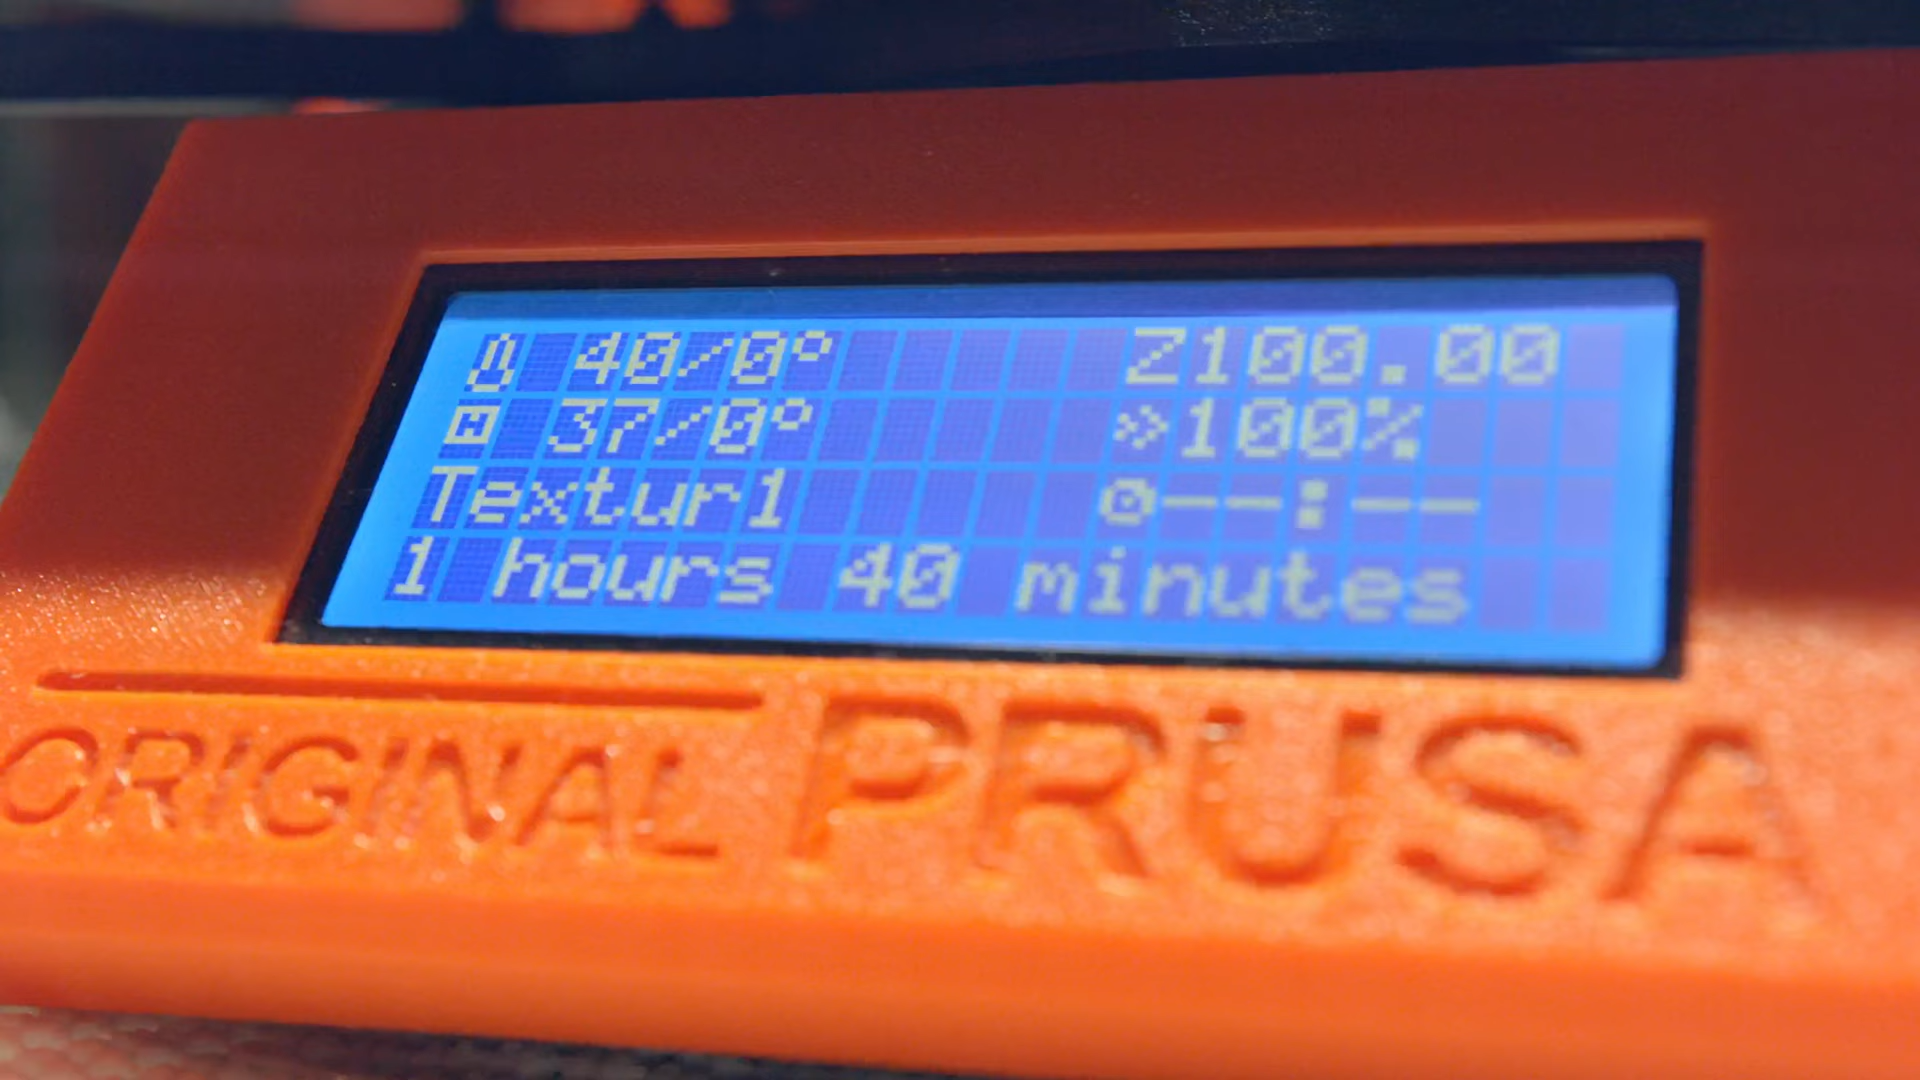 40/0° Z100.00
37/0° »100%
Textur1 --:--
1 hours 40 minutes
ORIGINAL PRUSA